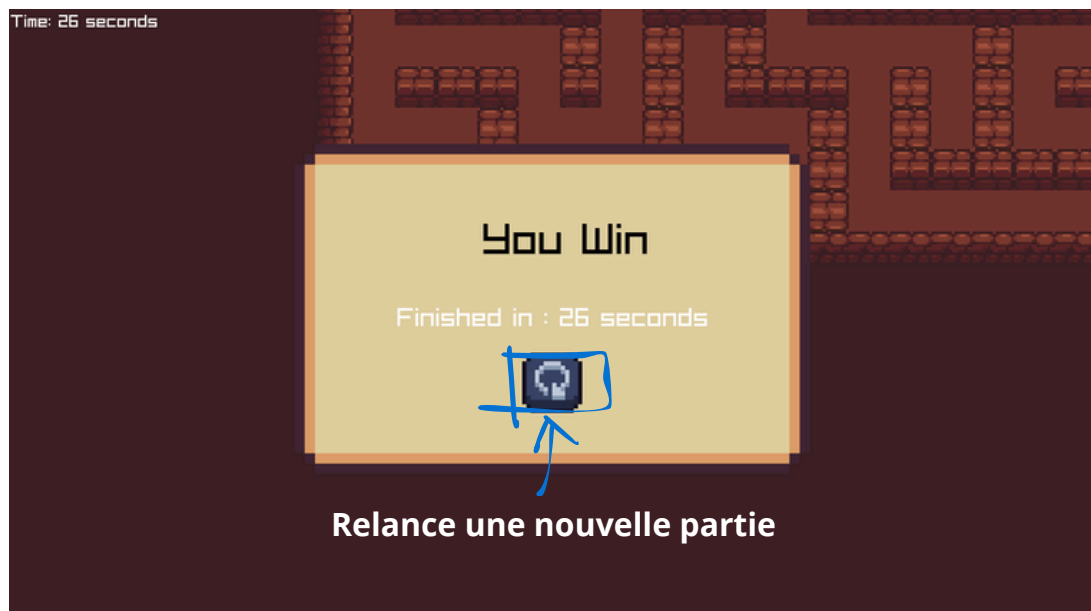 Time: 26 seconds
You Win
Finished in : 26 seconds
Relance une nouvelle partie